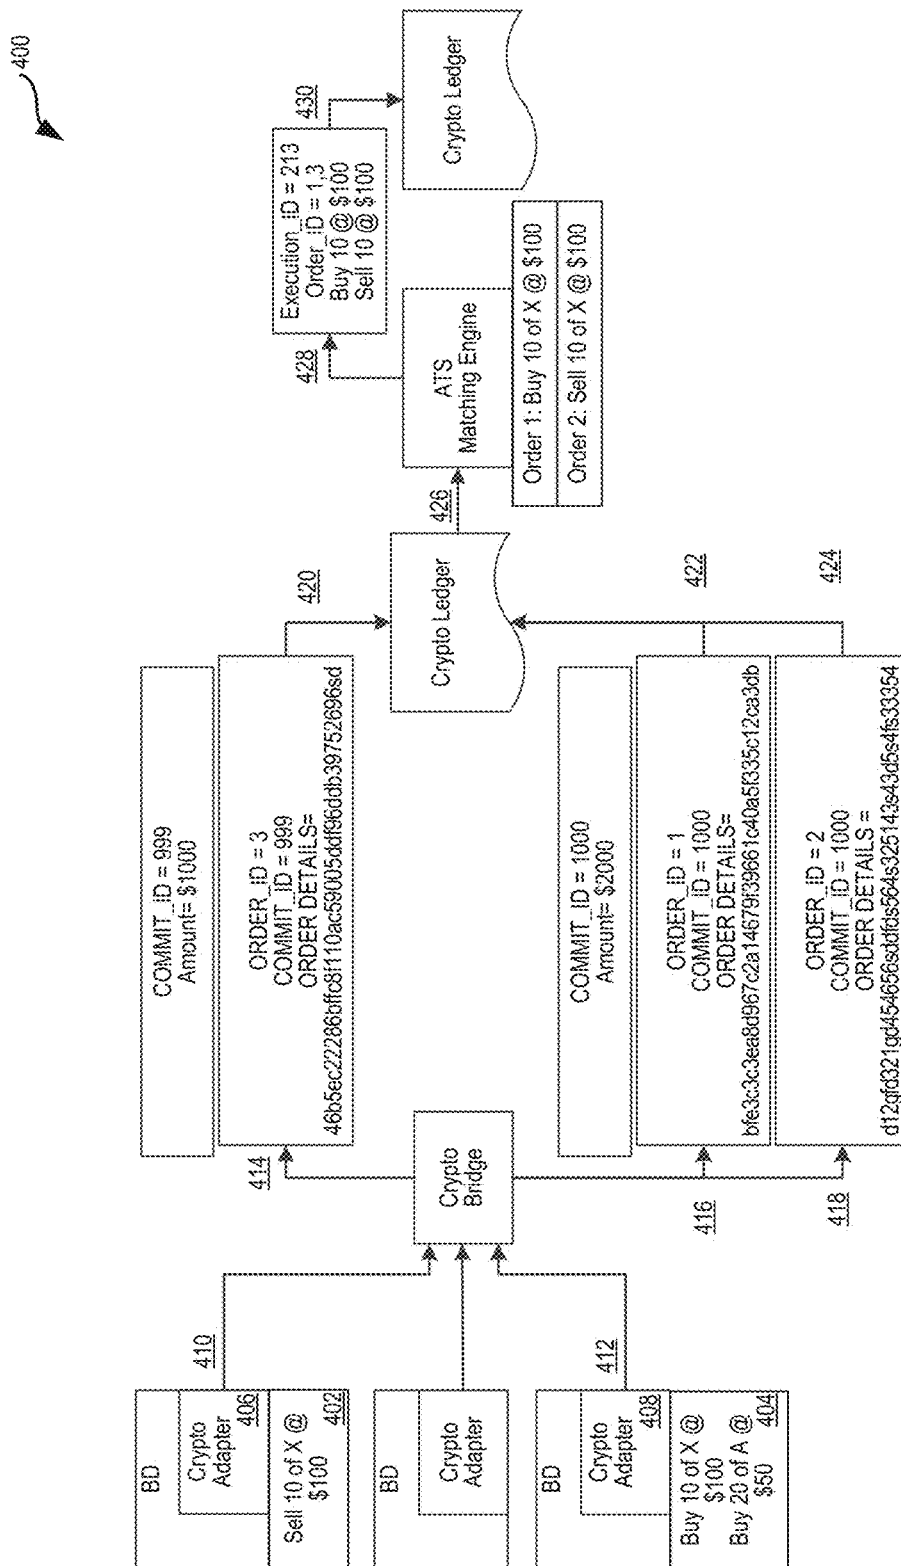 400
BD
Crypto
Adapter
406
Sell 10 of X @
$100
402
BD
Crypto
Adapter
BD
Crypto
Adapter
408
Buy 10 of X @
$100
Buy 20 of A @
$50
404
410
412
Crypto
Bridge
414
416
418
COMMIT_ID = 999
Amount= $1000
ORDER_ID = 3
COMMIT_ID = 999
ORDER DETAILS=
46b5ec22286bffc8f110ac59005ddf96ddb39752696sd
COMMIT_ID = 1000
Amount= $2000
ORDER_ID = 1
COMMIT_ID = 1000
ORDER DETAILS=
bfe3c3c3ea8d967c2a14679f39661c40a5f335c12ca3db
ORDER_ID = 2
COMMIT_ID = 1000
ORDER DETAILS =
d12gfd321gd454656sddfds564s325143s43d5s4fs33354
420
422
424
Crypto Ledger
426
ATS
Matching Engine
Order 1: Buy 10 of X @ $100
Order 2: Sell 10 of X @ $100
428
Execution_ID = 213
Order_ID = 1,3
Buy 10 @ $100
Sell 10 @ $100
430
Crypto Ledger